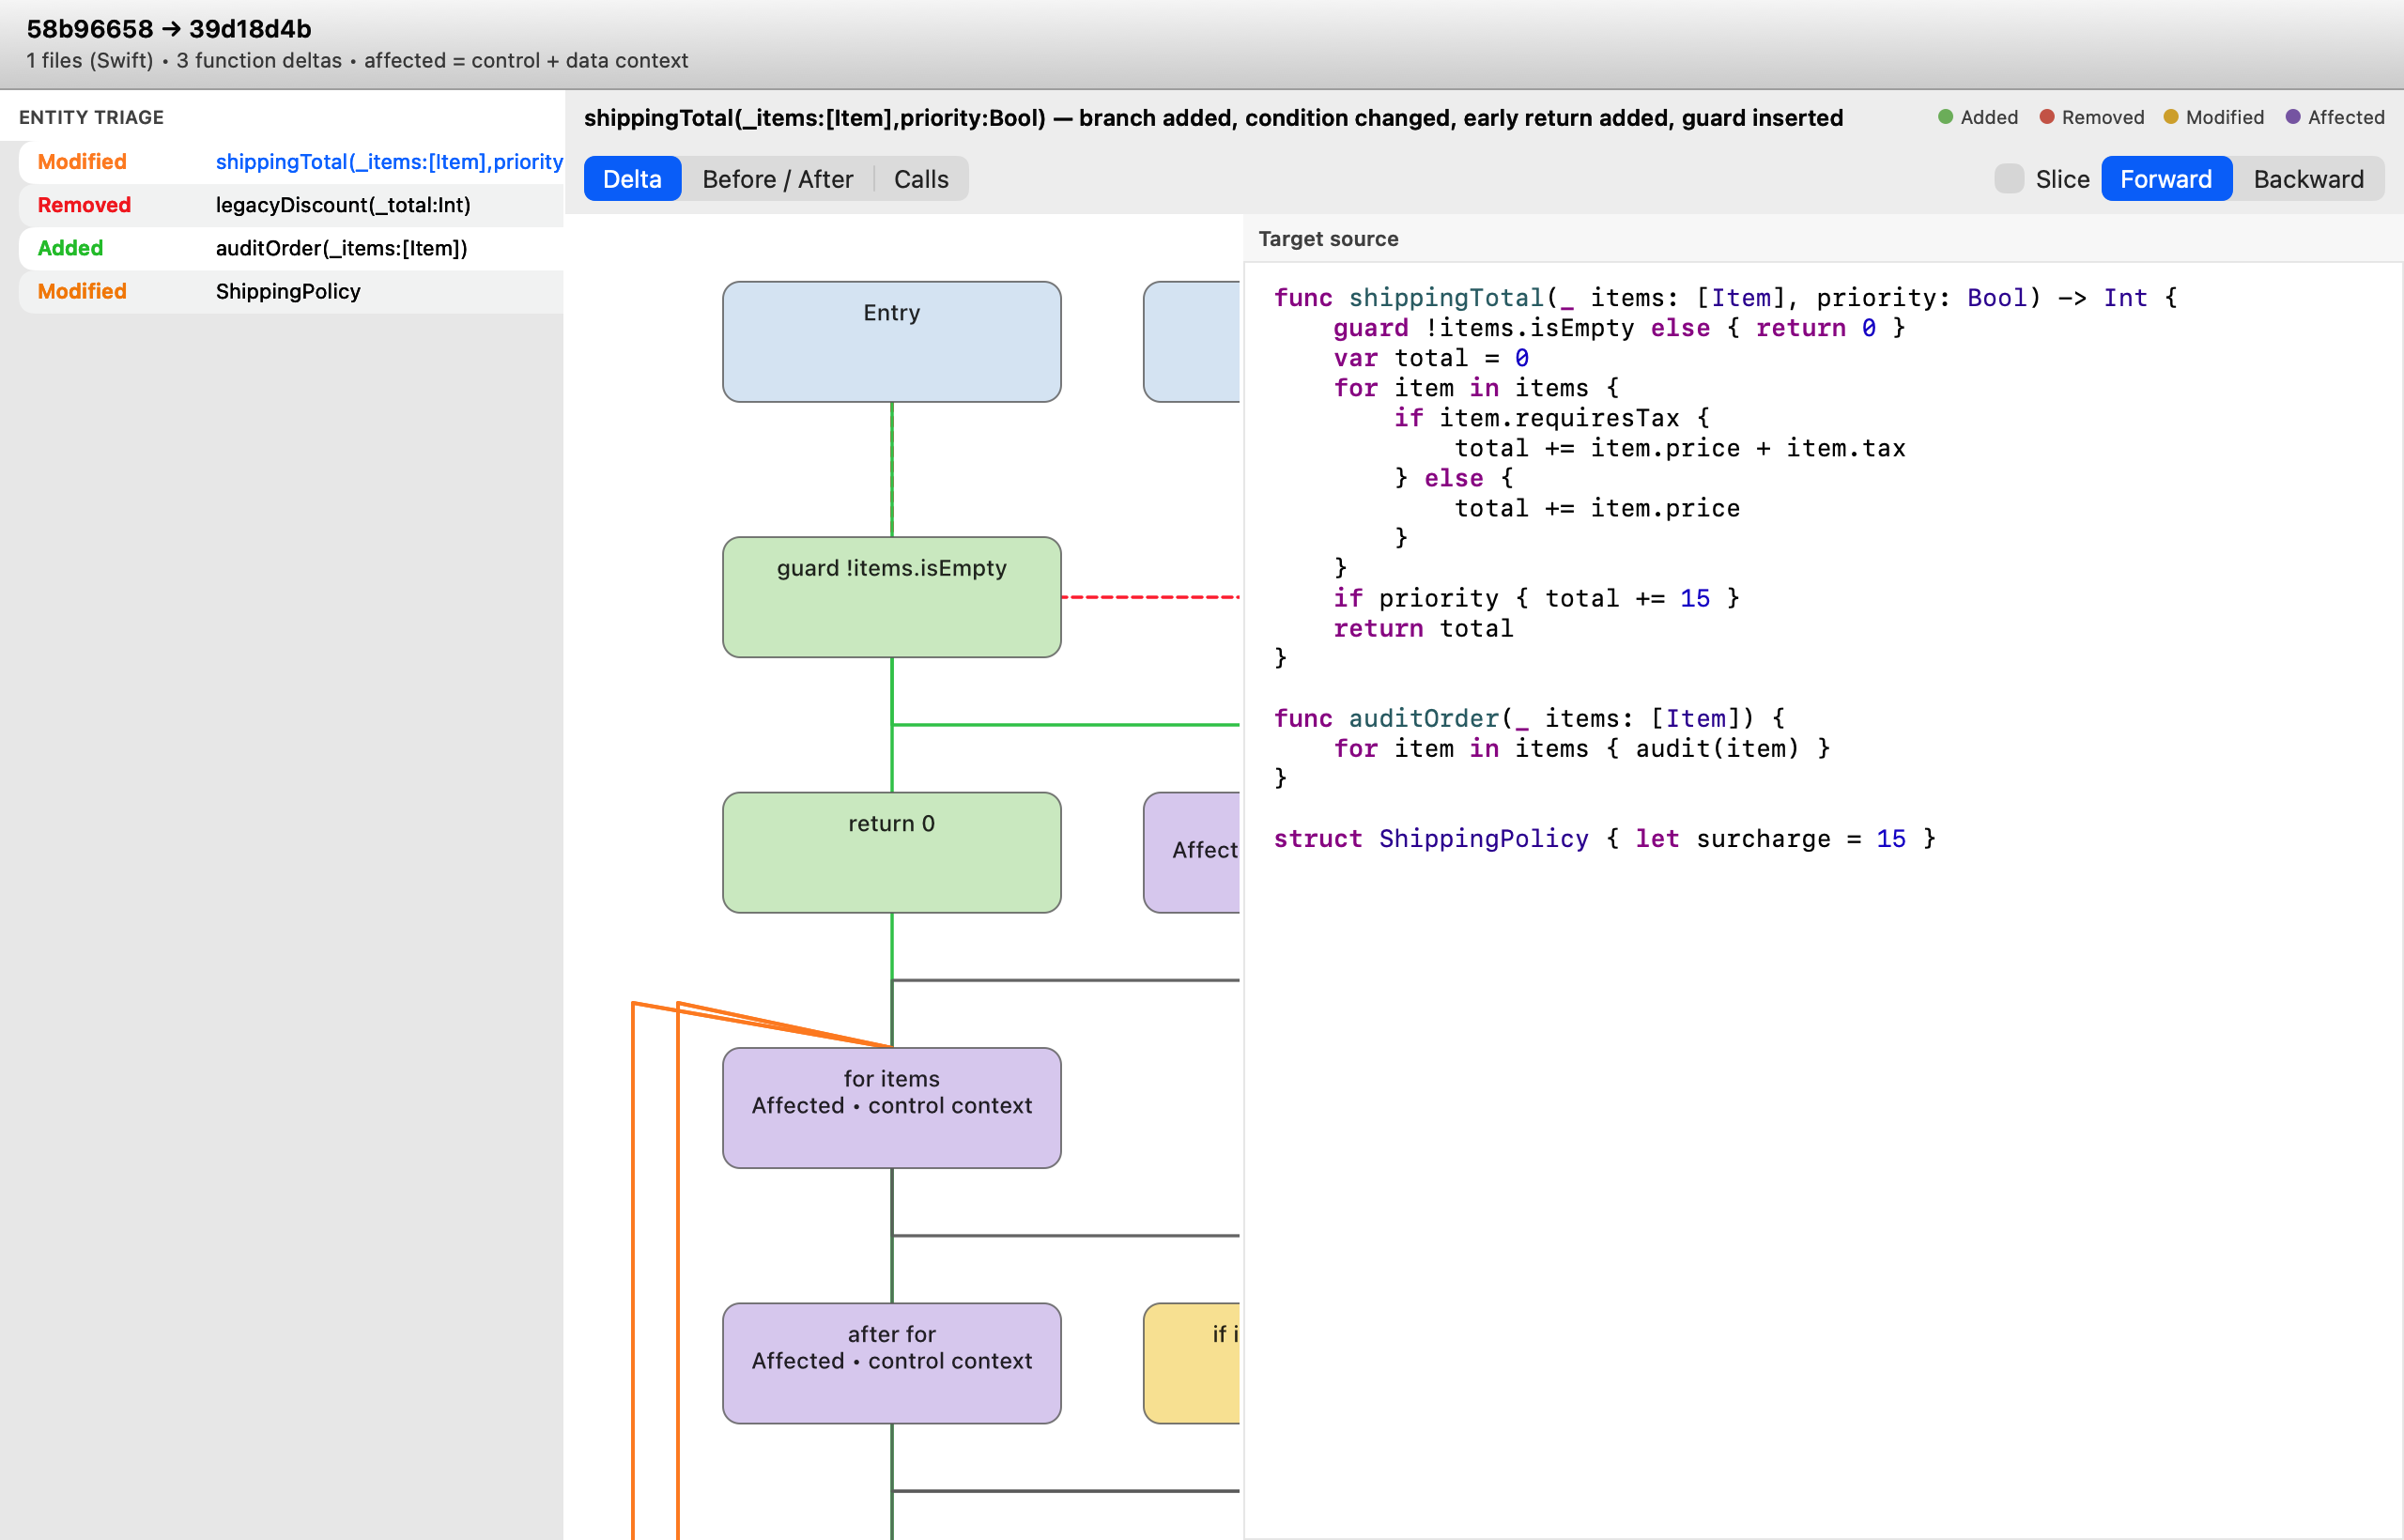 58b96658 → 39d18d4b
1 files (Swift) • 3 function deltas • affected = control + data context
ENTITY TRIAGE
Modified shippingTotal(_items:[Item],priority
Removed legacyDiscount(_total:Int)
Added auditOrder(_items:[Item])
Modified ShippingPolicy
shippingTotal(_items:[Item],priority:Bool) — branch added, condition changed, early return added, guard inserted
Added Removed Modified Affected
Delta Before / After Calls
Slice Forward Backward
Entry
guard !items.isEmpty
return 0
Affect
for items
Affected • control context
after for
Affected • control context
if i
Target source
func shippingTotal(_ items: [Item], priority: Bool) -> Int {
    guard !items.isEmpty else { return 0 }
    var total = 0
    for item in items {
        if item.requiresTax {
            total += item.price + item.tax
        } else {
            total += item.price
        }
    }
    if priority { total += 15 }
    return total
}
func auditOrder(_ items: [Item]) {
    for item in items { audit(item) }
}
struct ShippingPolicy { let surcharge = 15 }